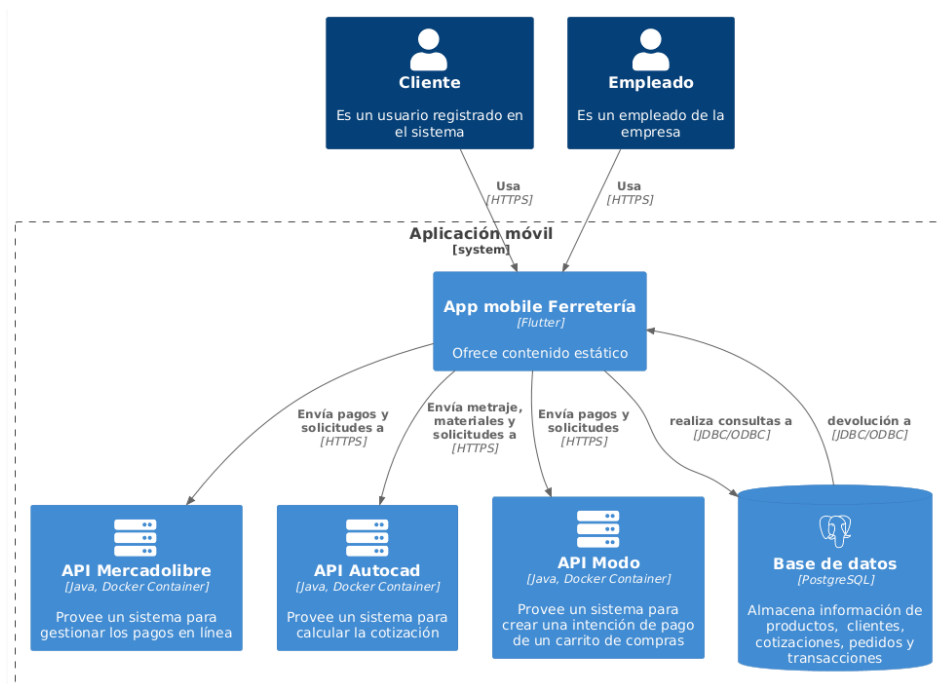 Cliente
Es un usuario registrado en
el sistema
Empleado
Es un empleado de la
empresa
Usa
[HTTPS]
Usa
[HTTPS]
Aplicación móvil
[system]
App mobile Ferretería
[Flutter]
Ofrece contenido estático
Envía pagos y
solicitudes a
[HTTPS]
Envía metraje,
materiales y
solicitudes a
[HTTPS]
Envía pagos y
solicitudes
[HTTPS]
realiza consultas a
[JDBC/ODBC]
devolución a
[JDBC/ODBC]
API Mercadolibre
[Java, Docker Container]
Provee un sistema para
gestionar los pagos en línea
API Autocad
[Java, Docker Container]
Provee un sistema para
calcular la cotización
API Modo
[Java, Docker Container]
Provee un sistema para
crear una intención de pago
de un carrito de compras
Base de datos
[PostgreSQL]
Almacena información de
productos,  clientes,
cotizaciones, pedidos y
transacciones